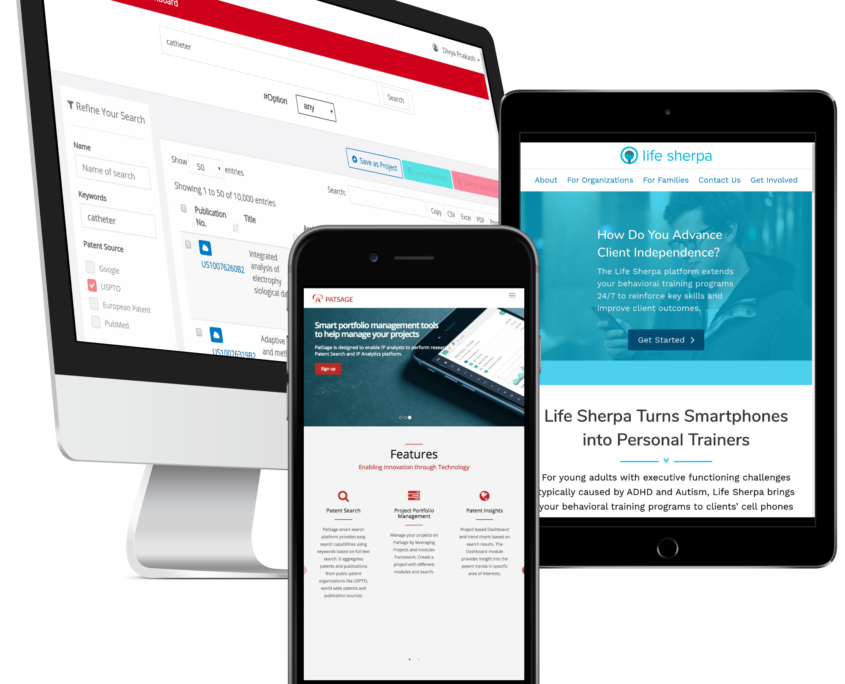 catheter
Divya Prakash
#Option
any
Search
Refine Your Search
Name
Name of search
Keywords
catheter
Patent Source
Google
USPTO
European Patent
PubMed
Show
50
entries
Save as Project
Showing 1 to 50 of 10,000 entries
Search:
Copy CSV Excel PDF
Publication
No.
Title
US10076260B2
Integrated
analysis of
electrophy
siological
US10076319B2
Adaptive
and
PATSAGE
Smart portfolio management tools
to help manage your projects
PatSage is designed to enable IP analysts to perform
Patent Search and IP Analytics platform.
Sign up
Features
Enabling Innovation through Technology
Patent Search
PatSage smart search
platform provides easy
search capabilities using
keywords based on full text
search. It aggregates
patents and publications
from public patent
organizations like USPTO,
world wide patents and
publication sources.
Project Portfolio
Management
Manage your projects on
PatSage by leveraging
Projects and modules
framework. Create a
project with different
modules and search.
Patent Insights
Project based Dashboard
and trend charts based on
search results. The
Dashboard module
provides insight into the
patent trends in specific
area of interests.
life sherpa
About For Organizations For Families Contact Us Get Involved
How Do You Advance
Client Independence?
The Life Sherpa platform extends
your behavioral training programs
24/7 to reinforce key skills and
improve client outcomes.
Get Started
Life Sherpa Turns Smartphones
into Personal Trainers
For young adults with executive functioning challenges
typically caused by ADHD and Autism, Life Sherpa brings
your behavioral training programs to clients' cell phones